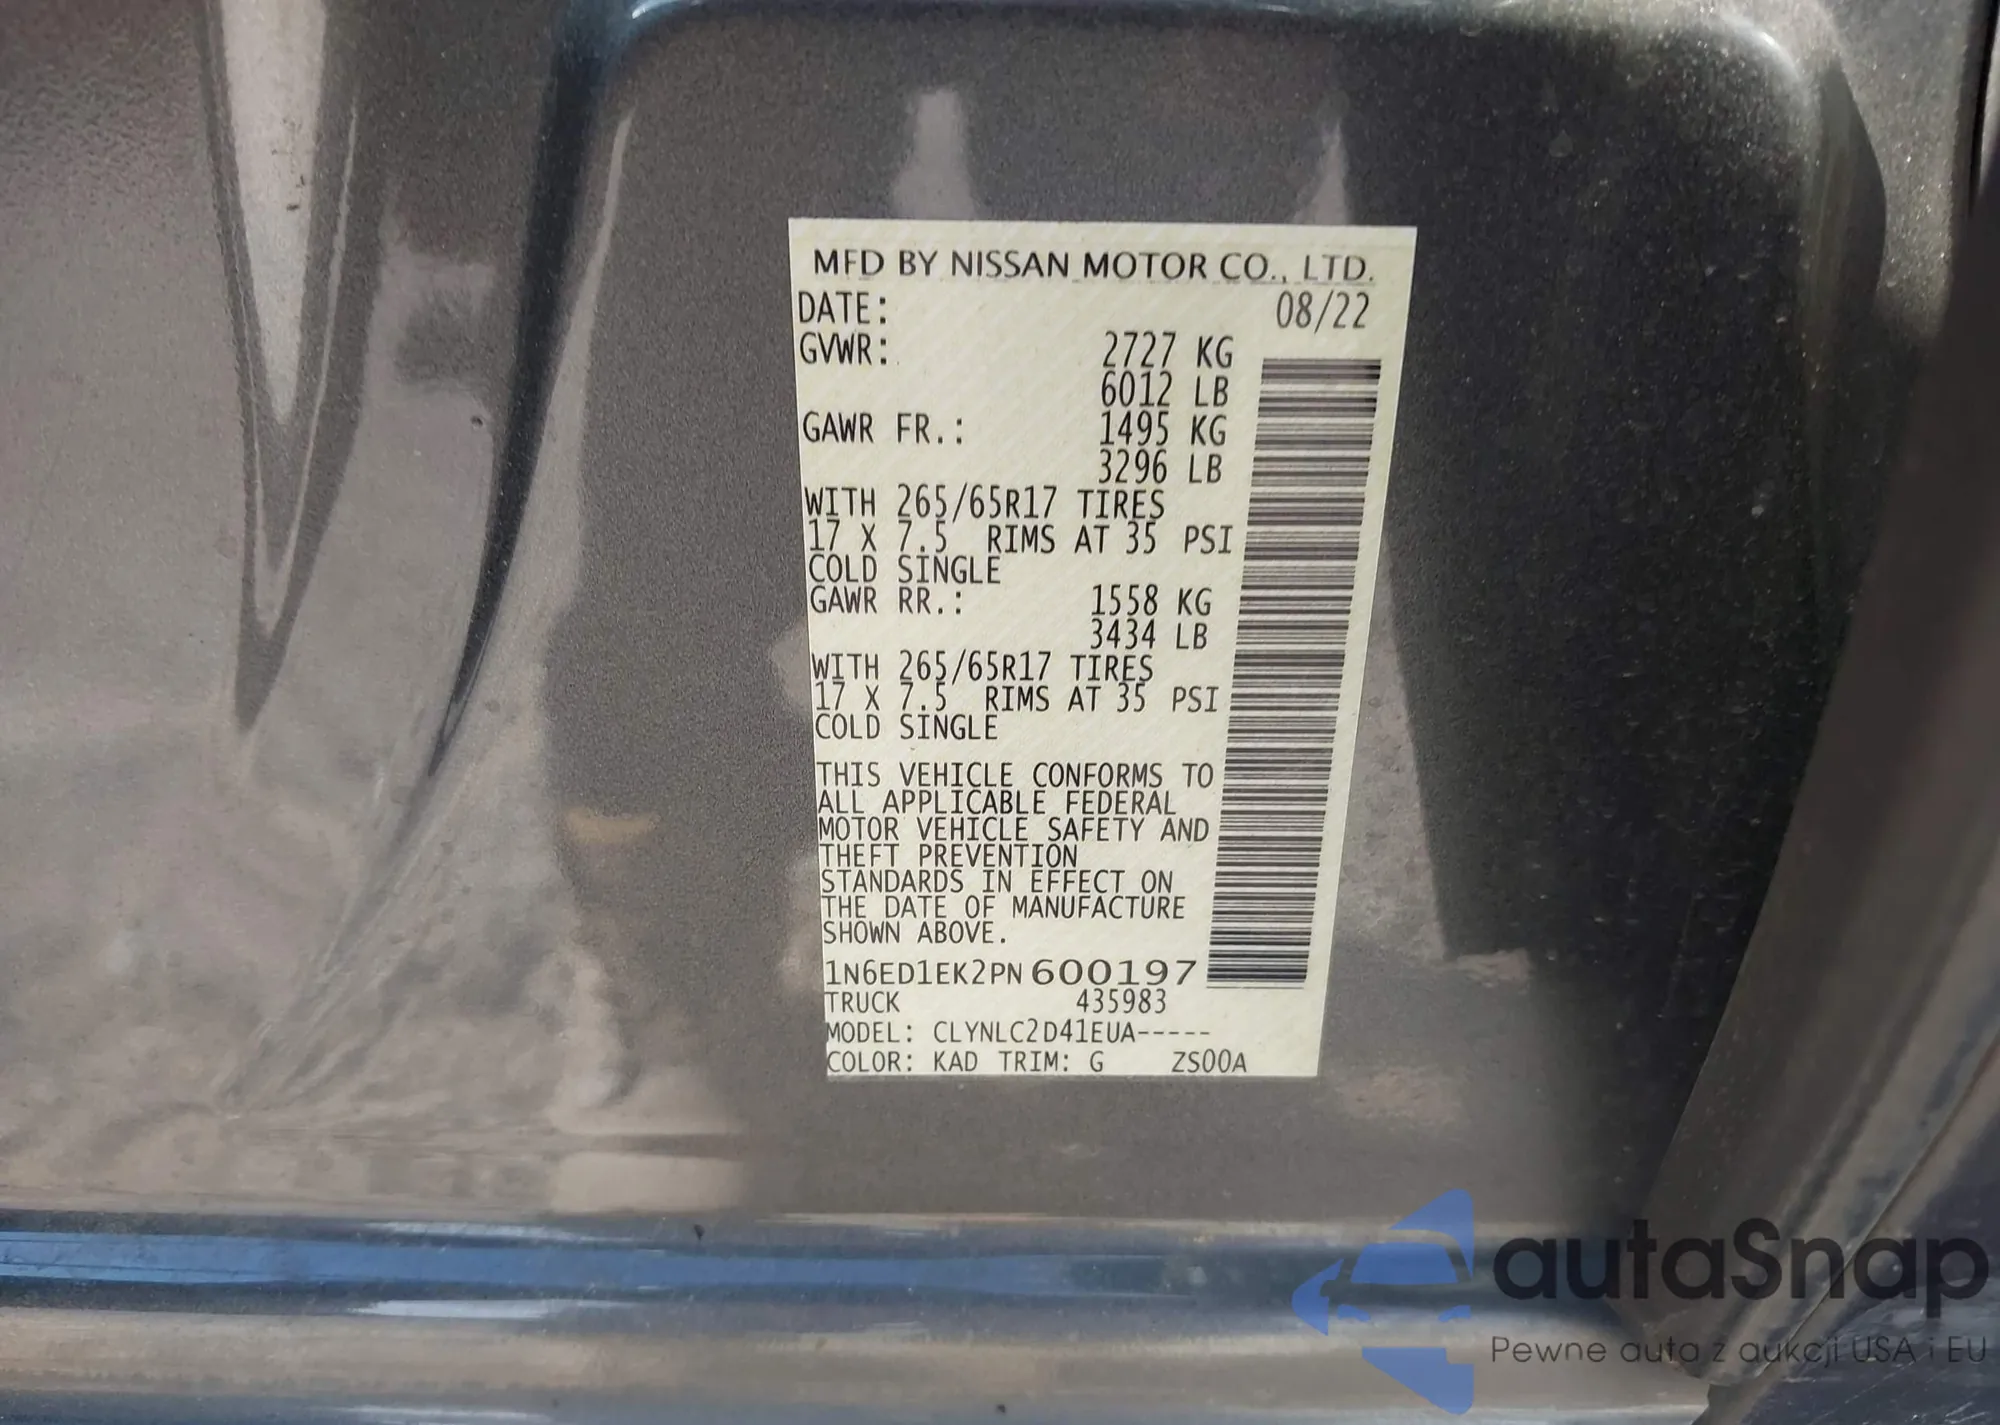 MFD BY NISSAN MOTOR CO., LTD.
DATE: 08/22
GVWR: 2727 KG
6012 LB
GAWR FR.: 1495 KG
3296 LB
WITH 265/65R17 TIRES
17 X 7.5 RIMS AT 35 PSI
COLD SINGLE
GAWR RR.: 1558 KG
3434 LB
WITH 265/65R17 TIRES
17 X 7.5 RIMS AT 35 PSI
COLD SINGLE
THIS VEHICLE CONFORMS TO
ALL APPLICABLE FEDERAL
MOTOR VEHICLE SAFETY AND
THEFT PREVENTION
STANDARDS IN EFFECT ON
THE DATE OF MANUFACTURE
SHOWN ABOVE.
1N6ED1EK2PN600197
TRUCK 435983
MODEL: CLYNLC2D41EUA-----
COLOR: KAD TRIM: G ZS00A
autaSnap
Pewne auta z aukcji USA i EU